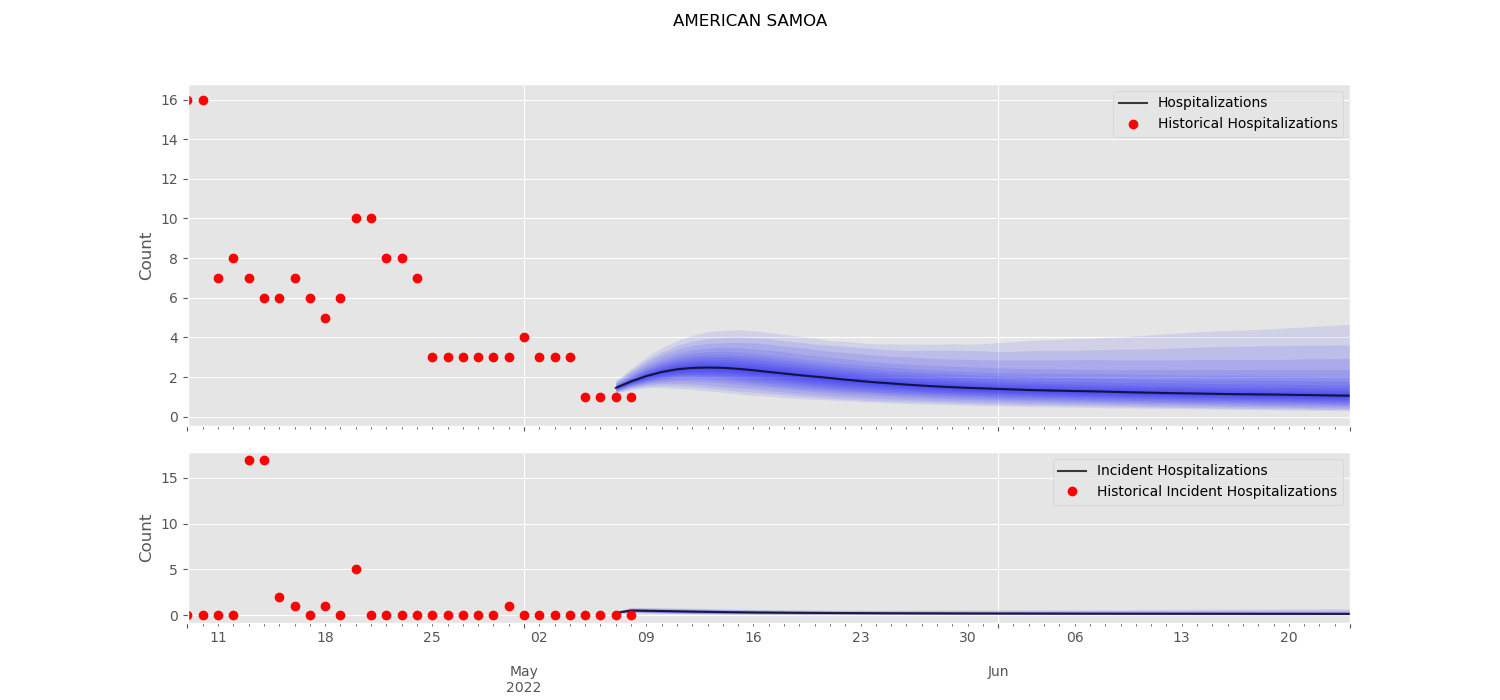 AMERICAN SAMOA
16
14
12
10
8
6
4
2
0
Count
Hospitalizations
Historical Hospitalizations
15
10
5
0
Count
Incident Hospitalizations
Historical Incident Hospitalizations
11 18 25 02 09 16 23 30 06 13 20
May Jun
2022